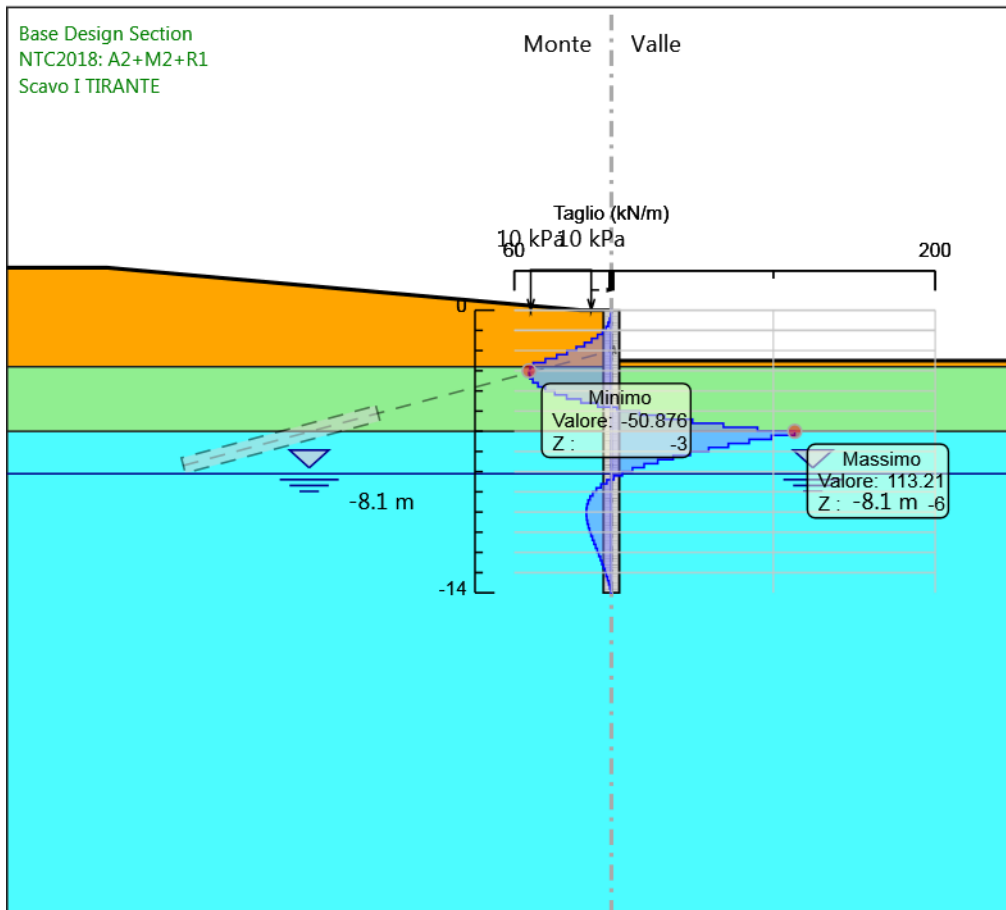 Base Design Section
NTC2018: A2+M2+R1
Scavo I TIRANTE
Monte
Valle
Taglio (kN/m)
10 kPa
10 kPa
60
200
0
Minimo
Valore: -50.876
Z : -3
Massimo
Valore: 113.21
Z : -6
-8.1 m
-8.1 m
-14